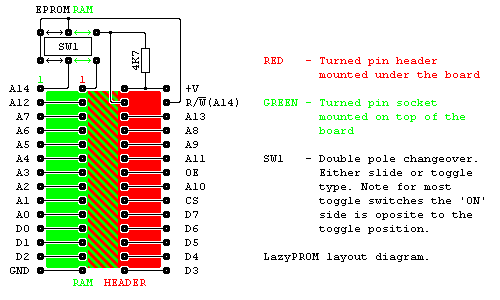 EPROM RAM
SW1
4K7
1 1
A14 +V
A12 R/W̅(A14)
A7 A13
A6 A8
A5 A9
A4 A11
A3 OE
A2 A10
A1 CS
A0 D7
D0 D6
D1 D5
D2 D4
GND D3
RAM HEADER
RED - Turned pin header
mounted under the board
GREEN - Turned pin socket
mounted on top of the
board
SW1 - Double pole changeover.
Either slide or toggle
type. Note for most
toggle switches the 'ON'
side is oposite to the
toggle position.
LazyPROM layout diagram.